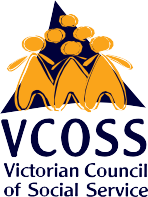 VCOSS
Victorian Council
of Social Service